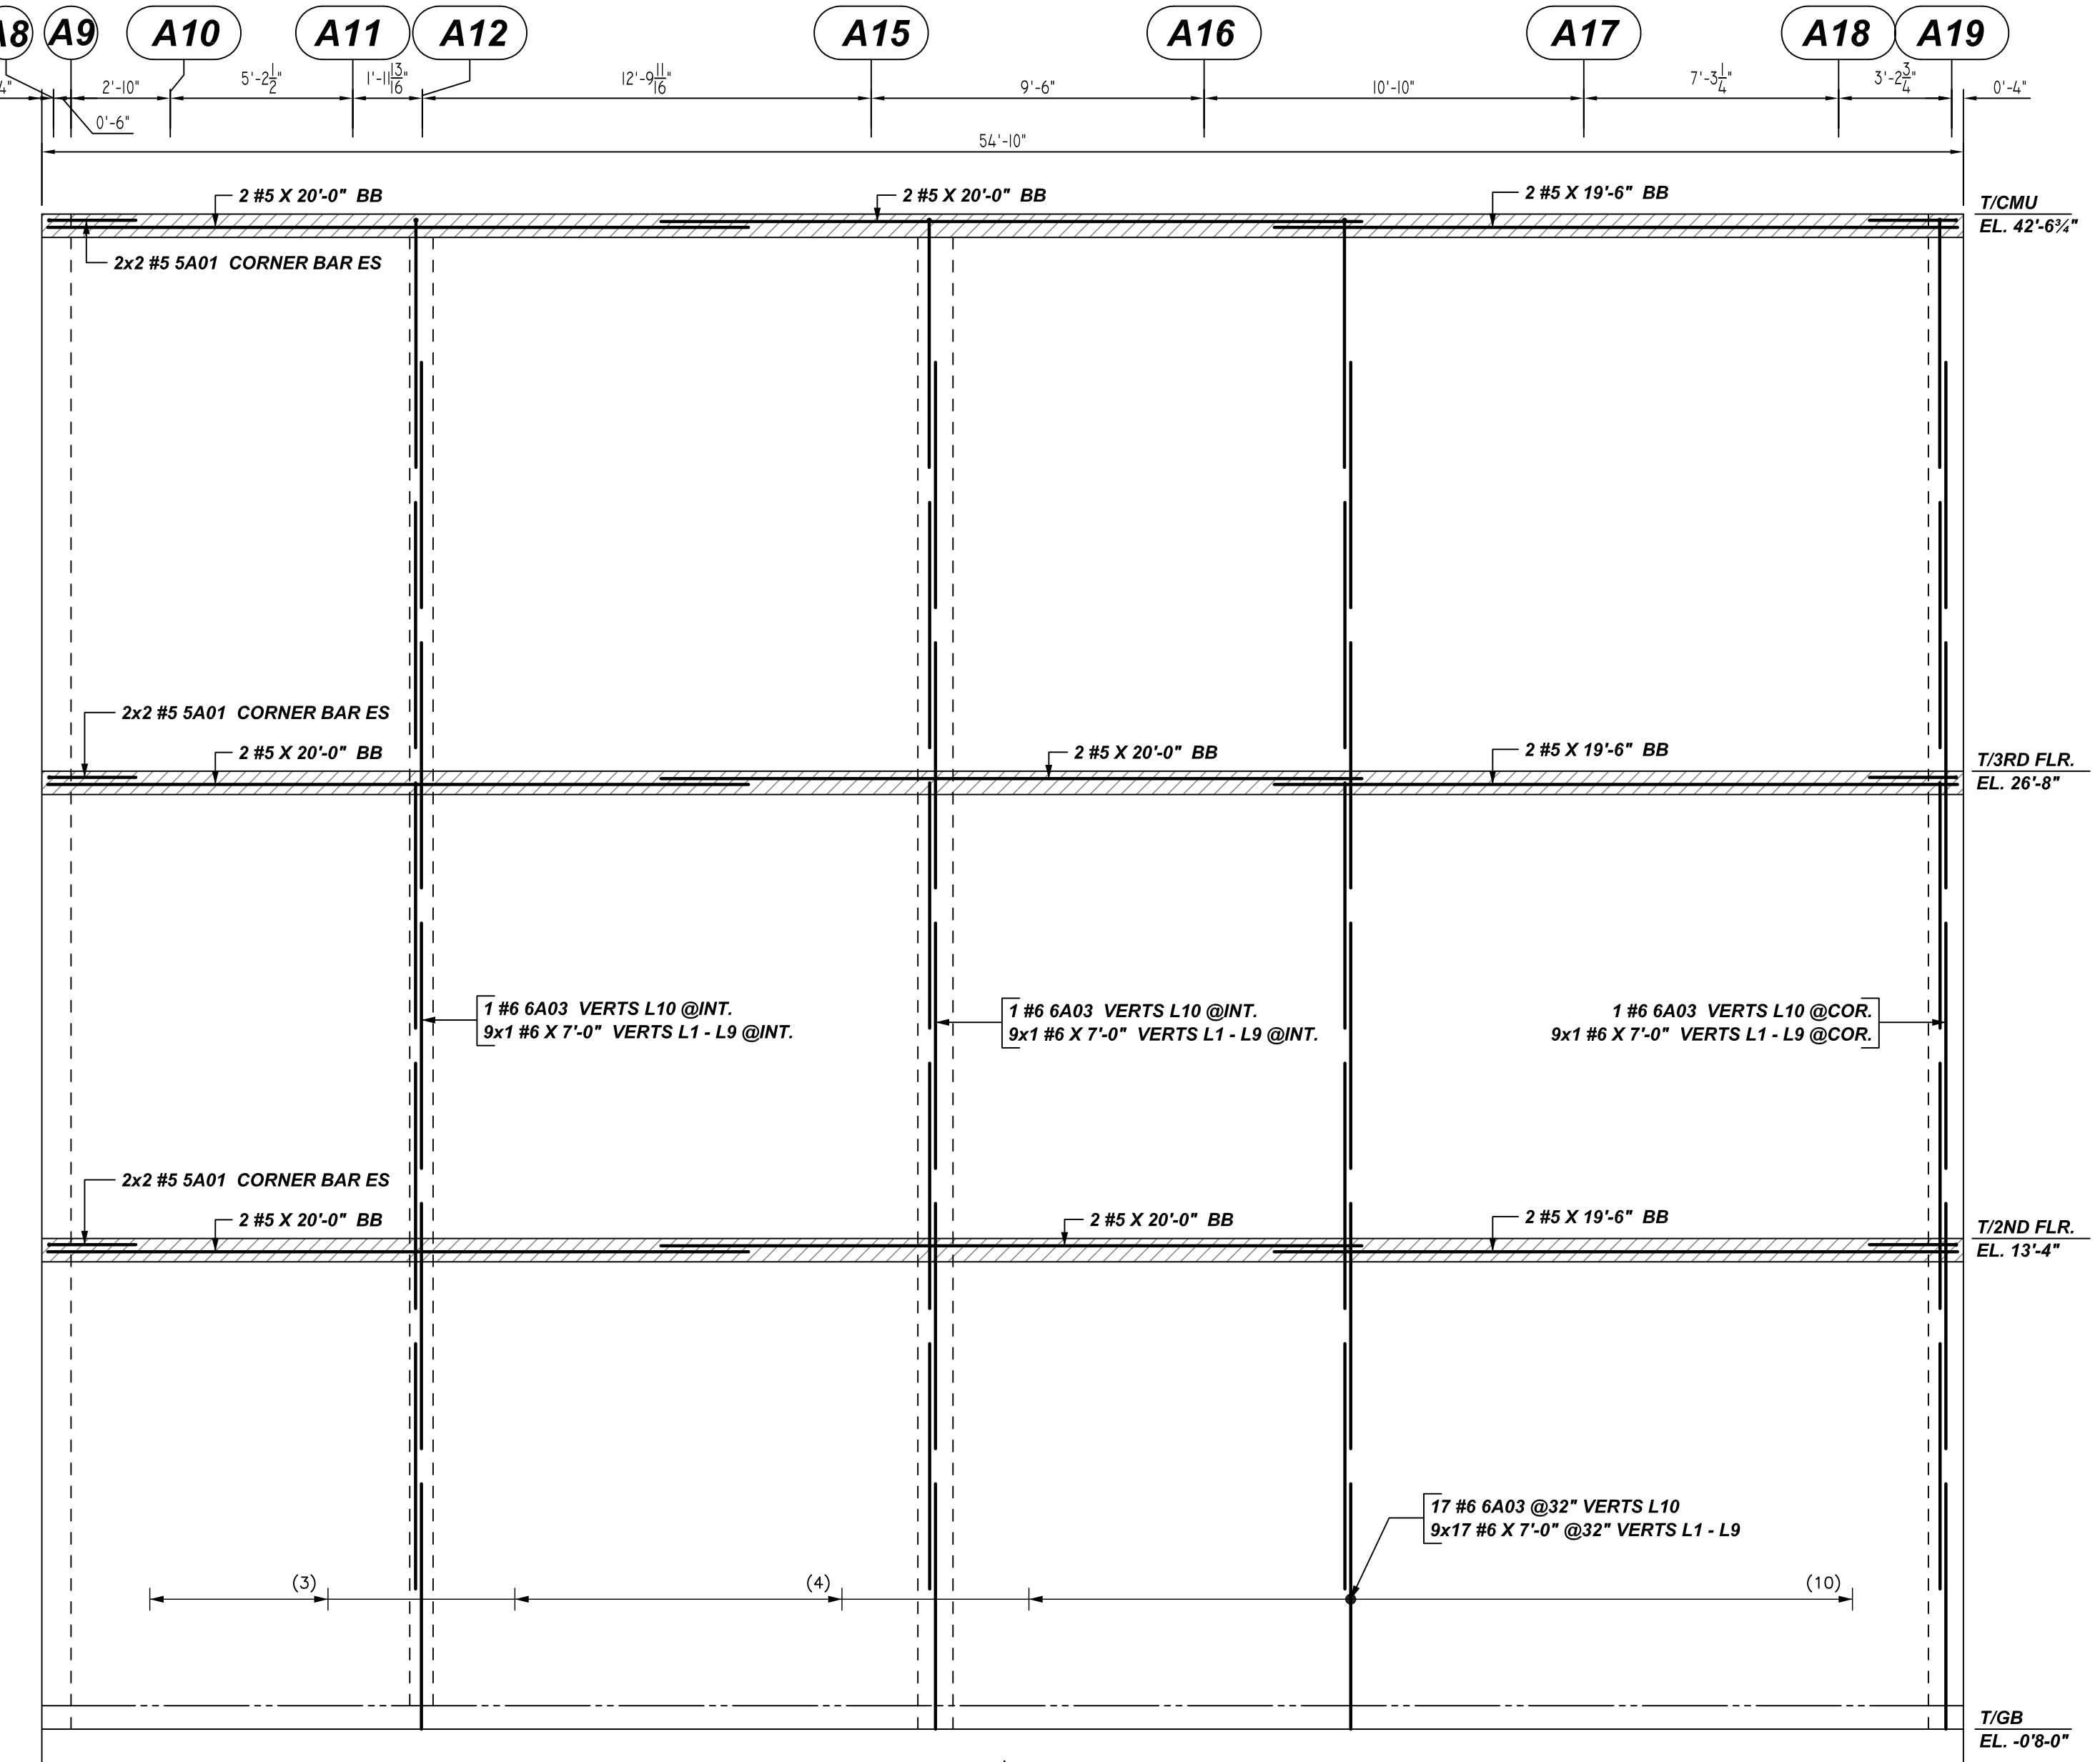 A8 A9 A10 A11 A12 A15 A16 A17 A18 A19
4" 2'-10" 5'-2 1/2" 1'-11 13/16" 12'-9 11/16" 9'-6" 10'-10" 7'-3 1/4" 3'-2 3/4" 0'-4"
0'-6"
54'-10"
2 #5 X 20'-0" BB
2 #5 X 20'-0" BB
2 #5 X 19'-6" BB
T/CMU
EL. 42'-6¾"
2x2 #5 5A01 CORNER BAR ES
2x2 #5 5A01 CORNER BAR ES
2 #5 X 20'-0" BB
2 #5 X 20'-0" BB
2 #5 X 19'-6" BB
T/3RD FLR.
EL. 26'-8"
1 #6 6A03 VERTS L10 @INT.
9x1 #6 X 7'-0" VERTS L1 - L9 @INT.
1 #6 6A03 VERTS L10 @INT.
9x1 #6 X 7'-0" VERTS L1 - L9 @INT.
1 #6 6A03 VERTS L10 @COR.
9x1 #6 X 7'-0" VERTS L1 - L9 @COR.
2x2 #5 5A01 CORNER BAR ES
2 #5 X 20'-0" BB
2 #5 X 20'-0" BB
2 #5 X 19'-6" BB
T/2ND FLR.
EL. 13'-4"
17 #6 6A03 @32" VERTS L10
9x17 #6 X 7'-0" @32" VERTS L1 - L9
(3) (4) (10)
T/GB
EL. -0'8-0"